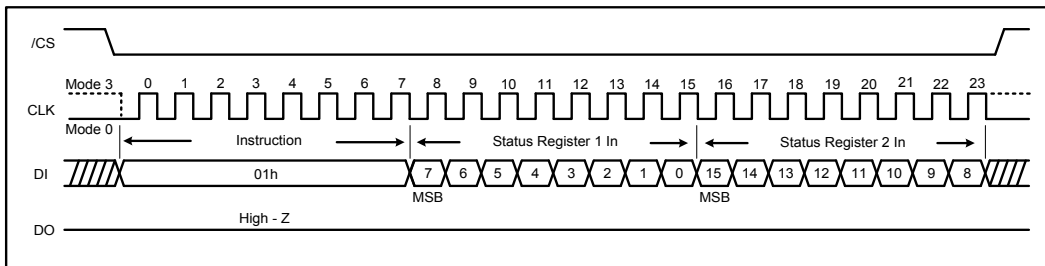 /CS
Mode 3 0 1 2 3 4 5 6 7 8 9 10 11 12 13 14 15 16 17 18 19 20 21 22 23
CLK
Mode 0
Instruction Status Register 1 In Status Register 2 In
DI 01h 7 6 5 4 3 2 1 0 15 14 13 12 11 10 9 8
MSB MSB
High - Z
DO